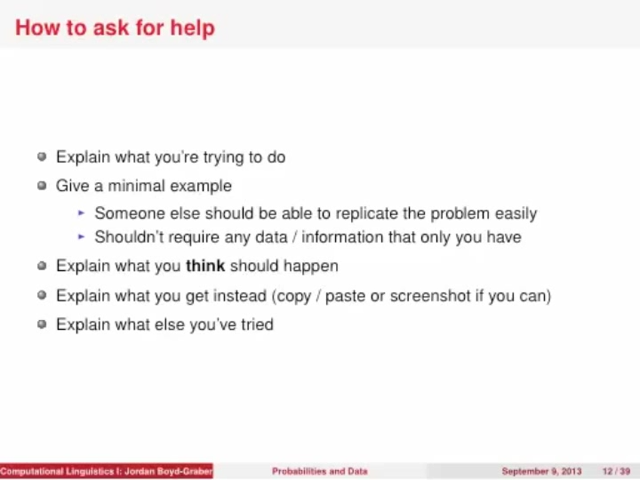 How to ask for help
Explain what you're trying to do
Give a minimal example
Someone else should be able to replicate the problem easily
Shouldn't require any data / information that only you have
Explain what you think should happen
Explain what you get instead (copy / paste or screenshot if you can)
Explain what else you've tried
Computational Linguistics I: Jordan Boyd-Graber Probabilities and Data September 9, 2013 12 / 39